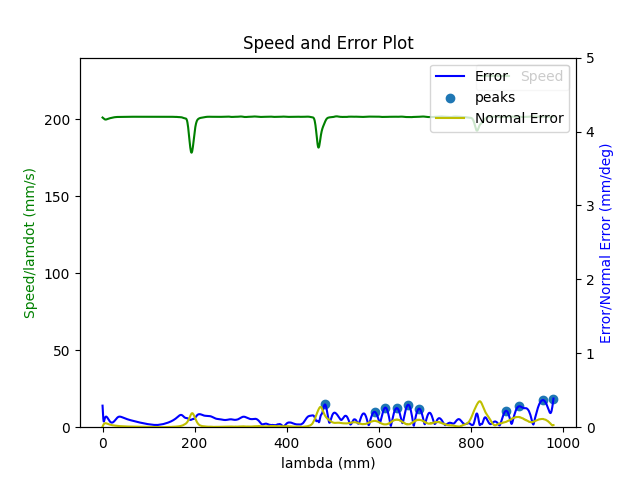 Speed and Error Plot
Error
Speed
peaks
Normal Error
Speed/lamdot (mm/s)
200
150
100
50
0
5
4
3
2
1
0
Error/Normal Error (mm/deg)
0 200 400 600 800 1000
lambda (mm)